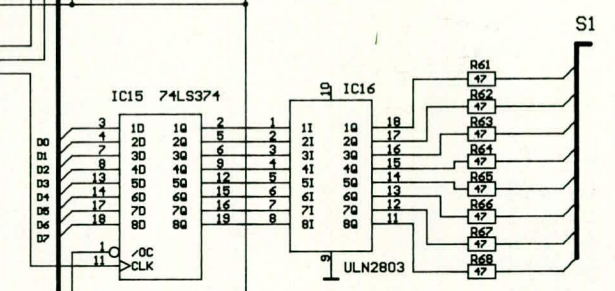 S1
IC15 74LS374
10 IC16
R61
47
R62
47
R63
47
R64
47
R65
47
R66
47
R67
47
R68
47
D0 3 1D 1Q 2 1 1I 1Q 18
D1 4 2D 2Q 5 2 2I 2Q 17
D2 7 3D 3Q 6 3 3I 3Q 16
D3 8 4D 4Q 9 4 4I 4Q 15
D4 13 5D 5Q 12 5 5I 5Q 14
D5 14 6D 6Q 15 6 6I 6Q 13
D6 17 7D 7Q 16 7 7I 7Q 12
D7 18 8D 8Q 19 8 8I 8Q 11
1 /OC
11 CLK
9 ULN2803